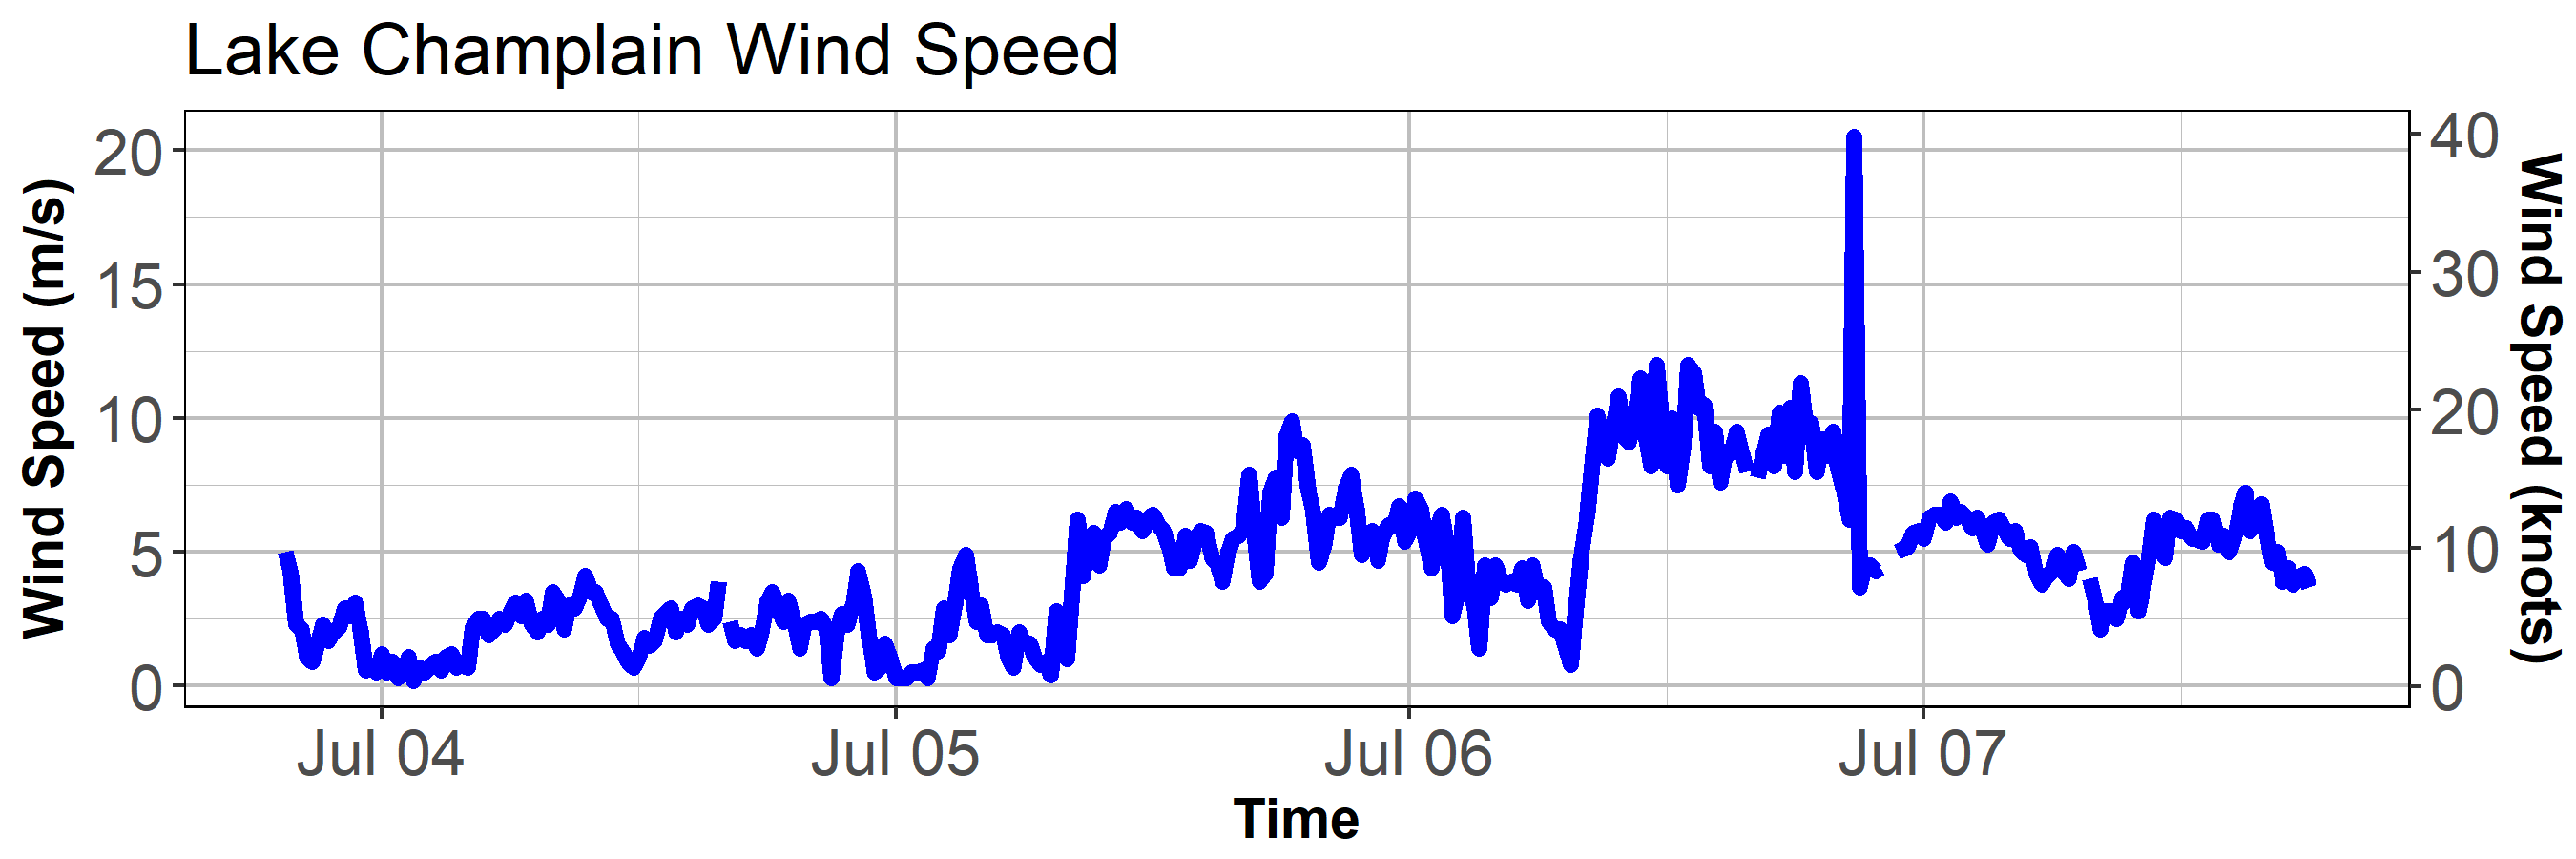 Lake Champlain Wind Speed
Wind Speed (m/s)
20
15
10
5
0
40
30
20
10
0
Wind Speed (knots)
Jul 04
Jul 05
Jul 06
Jul 07
Time